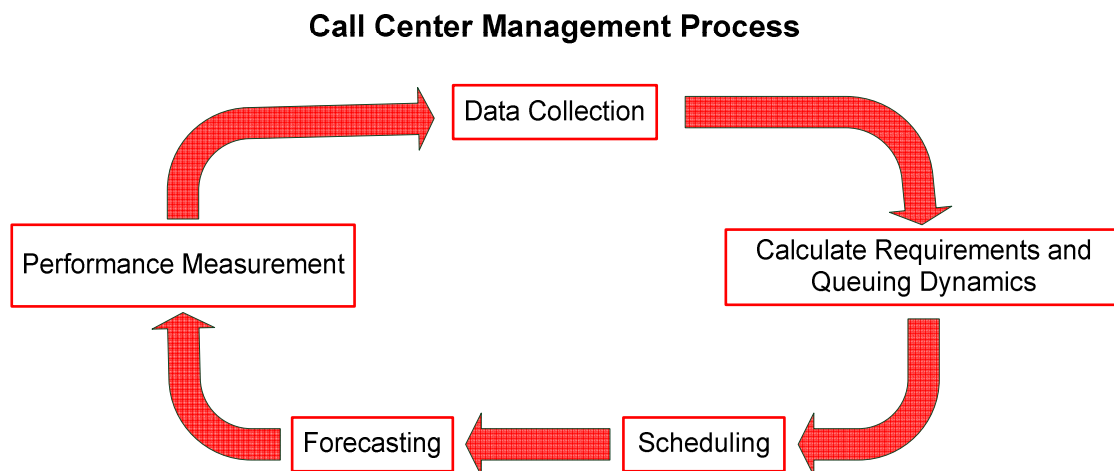 Call Center Management Process
Data Collection
Calculate Requirements and
Queuing Dynamics
Scheduling
Forecasting
Performance Measurement